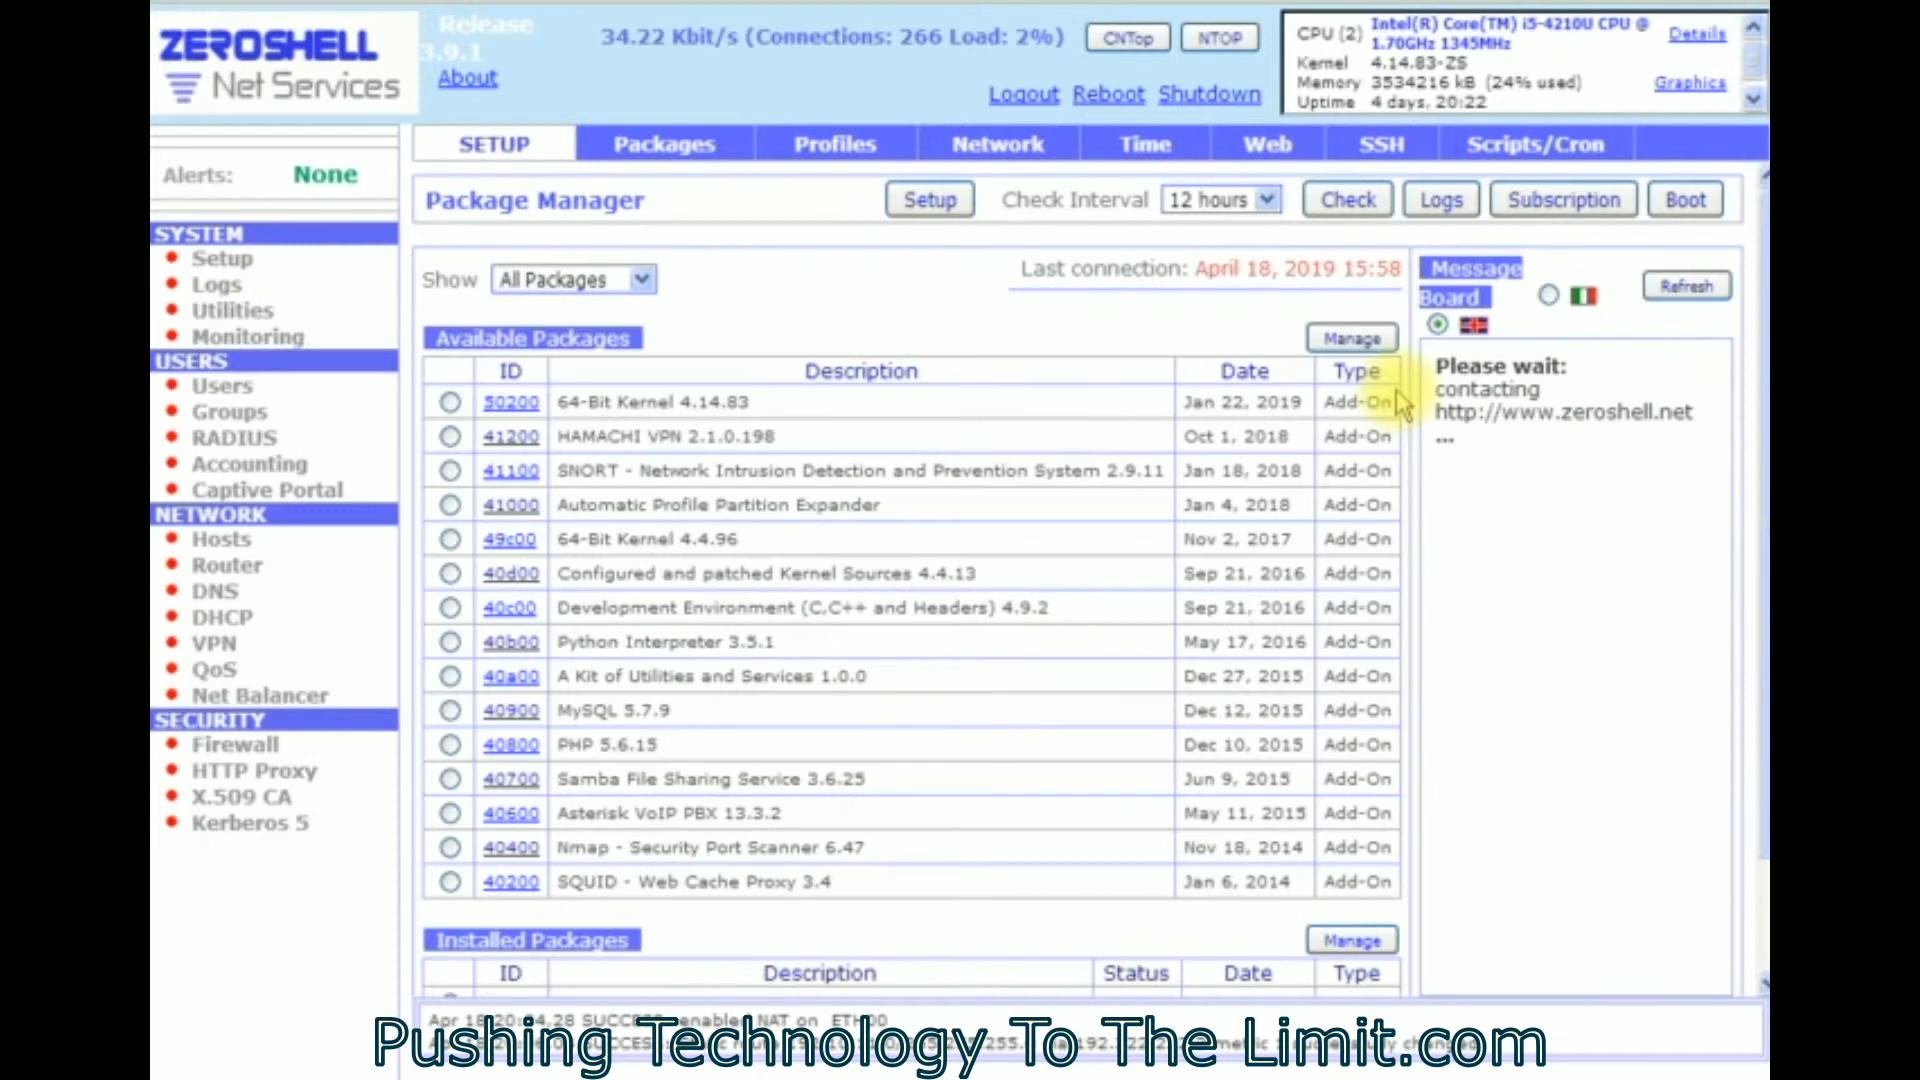 ZEROSHELL
Net Services
Release
3.9.1
About
34.22 Kbit/s (Connections: 266 Load: 2%)
CNTop
NTOP
Logout Reboot Shutdown
CPU (2) Intel(R) Core(TM) i5-4210U CPU @
1.70GHz 1345MHz
Details
Kernel 4.14.83-ZS
Memory 3534216 kB (24% used)
Graphics
Uptime 4 days, 20:22
SETUP Packages Profiles Network Time Web SSH Scripts/Cron
Alerts: None
SYSTEM
Setup
Logs
Utilities
Monitoring
USERS
Users
Groups
RADIUS
Accounting
Captive Portal
NETWORK
Hosts
Router
DNS
DHCP
VPN
QoS
Net Balancer
SECURITY
Firewall
HTTP Proxy
X.509 CA
Kerberos 5
Package Manager Setup Check Interval 12 hours Check Logs Subscription Boot
Show All Packages Last connection: April 18, 2019 15:58
Available Packages Manage
ID Description Date Type
50200 64-Bit Kernel 4.14.83 Jan 22, 2019 Add-On
41200 HAMACHI VPN 2.1.0.198 Oct 1, 2018 Add-On
41100 SNORT - Network Intrusion Detection and Prevention System 2.9.11 Jan 18, 2018 Add-On
41000 Automatic Profile Partition Expander Jan 4, 2018 Add-On
49c00 64-Bit Kernel 4.4.96 Nov 2, 2017 Add-On
40d00 Configured and patched Kernel Sources 4.4.13 Sep 21, 2016 Add-On
40c00 Development Environment (C,C++ and Headers) 4.9.2 Sep 21, 2016 Add-On
40b00 Python Interpreter 3.5.1 May 17, 2016 Add-On
40a00 A Kit of Utilities and Services 1.0.0 Dec 27, 2015 Add-On
40900 MySQL 5.7.9 Dec 12, 2015 Add-On
40800 PHP 5.6.15 Dec 10, 2015 Add-On
40700 Samba File Sharing Service 3.6.25 Jun 9, 2015 Add-On
40600 Asterisk VoIP PBX 13.3.2 May 11, 2015 Add-On
40400 Nmap - Security Port Scanner 6.47 Nov 18, 2014 Add-On
40200 SQUID - Web Cache Proxy 3.4 Jan 6, 2014 Add-On
Installed Packages Manage
ID Description Status Date Type
Message
Board
Refresh
Please wait:
contacting
http://www.zeroshell.net
...
Apr 18 SUCCESS enabled NAT on ETH00
Pushing Technology To The Limit.com